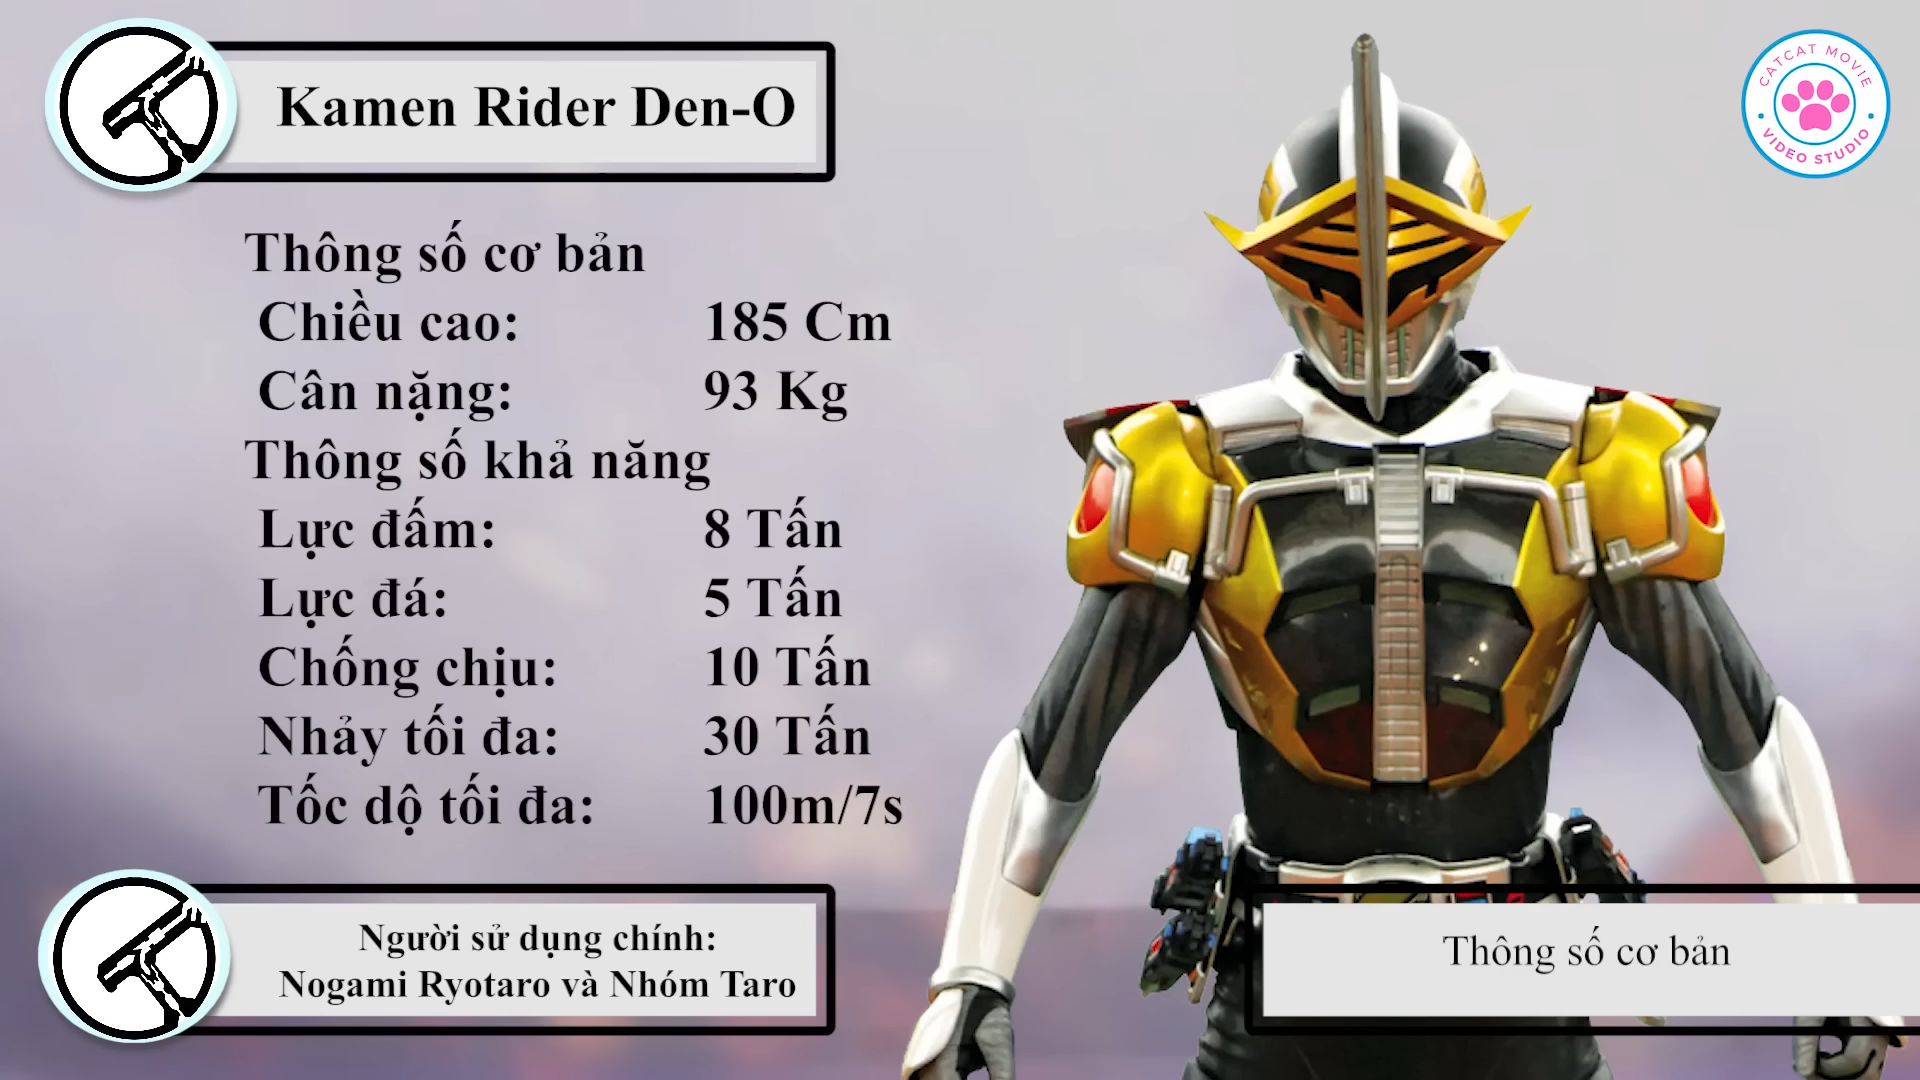 Kamen Rider Den-O
CATCAT MOVIE
VIDEO STUDIO
Thông số cơ bản
Chiều cao: 185 Cm
Cân nặng: 93 Kg
Thông số khả năng
Lực đấm: 8 Tấn
Lực đá: 5 Tấn
Chống chịu: 10 Tấn
Nhảy tối đa: 30 Tấn
Tốc dộ tối đa: 100m/7s
Người sử dụng chính:
Nogami Ryotaro và Nhóm Taro
Thông số cơ bản